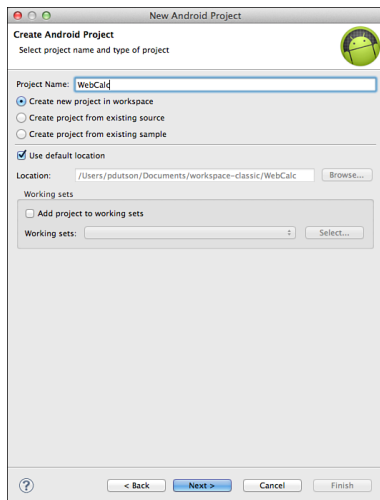 New Android Project
Create Android Project
Select project name and type of project
Project Name: WebCalc
Create new project in workspace
Create project from existing source
Create project from existing sample
Use default location
Location: /Users/pdutson/Documents/workspace-classic/WebCalc Browse...
Working sets
Add project to working sets
Working sets: Select...
? < Back Next > Cancel Finish